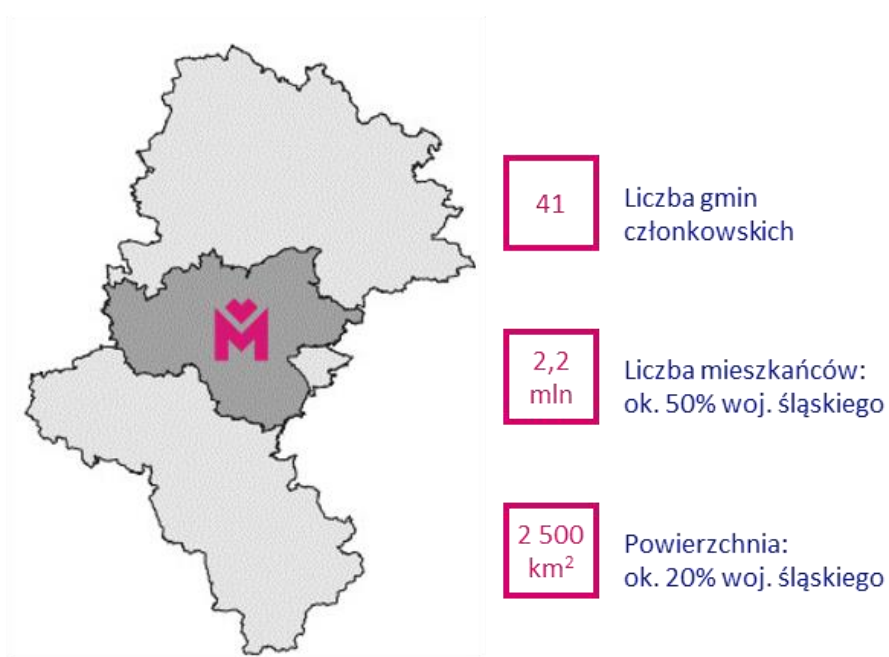 41
Liczba gmin
członkowskich
2,2
mln
Liczba mieszkańców:
ok. 50% woj. śląskiego
2 500
km²
Powierzchnia:
ok. 20% woj. śląskiego